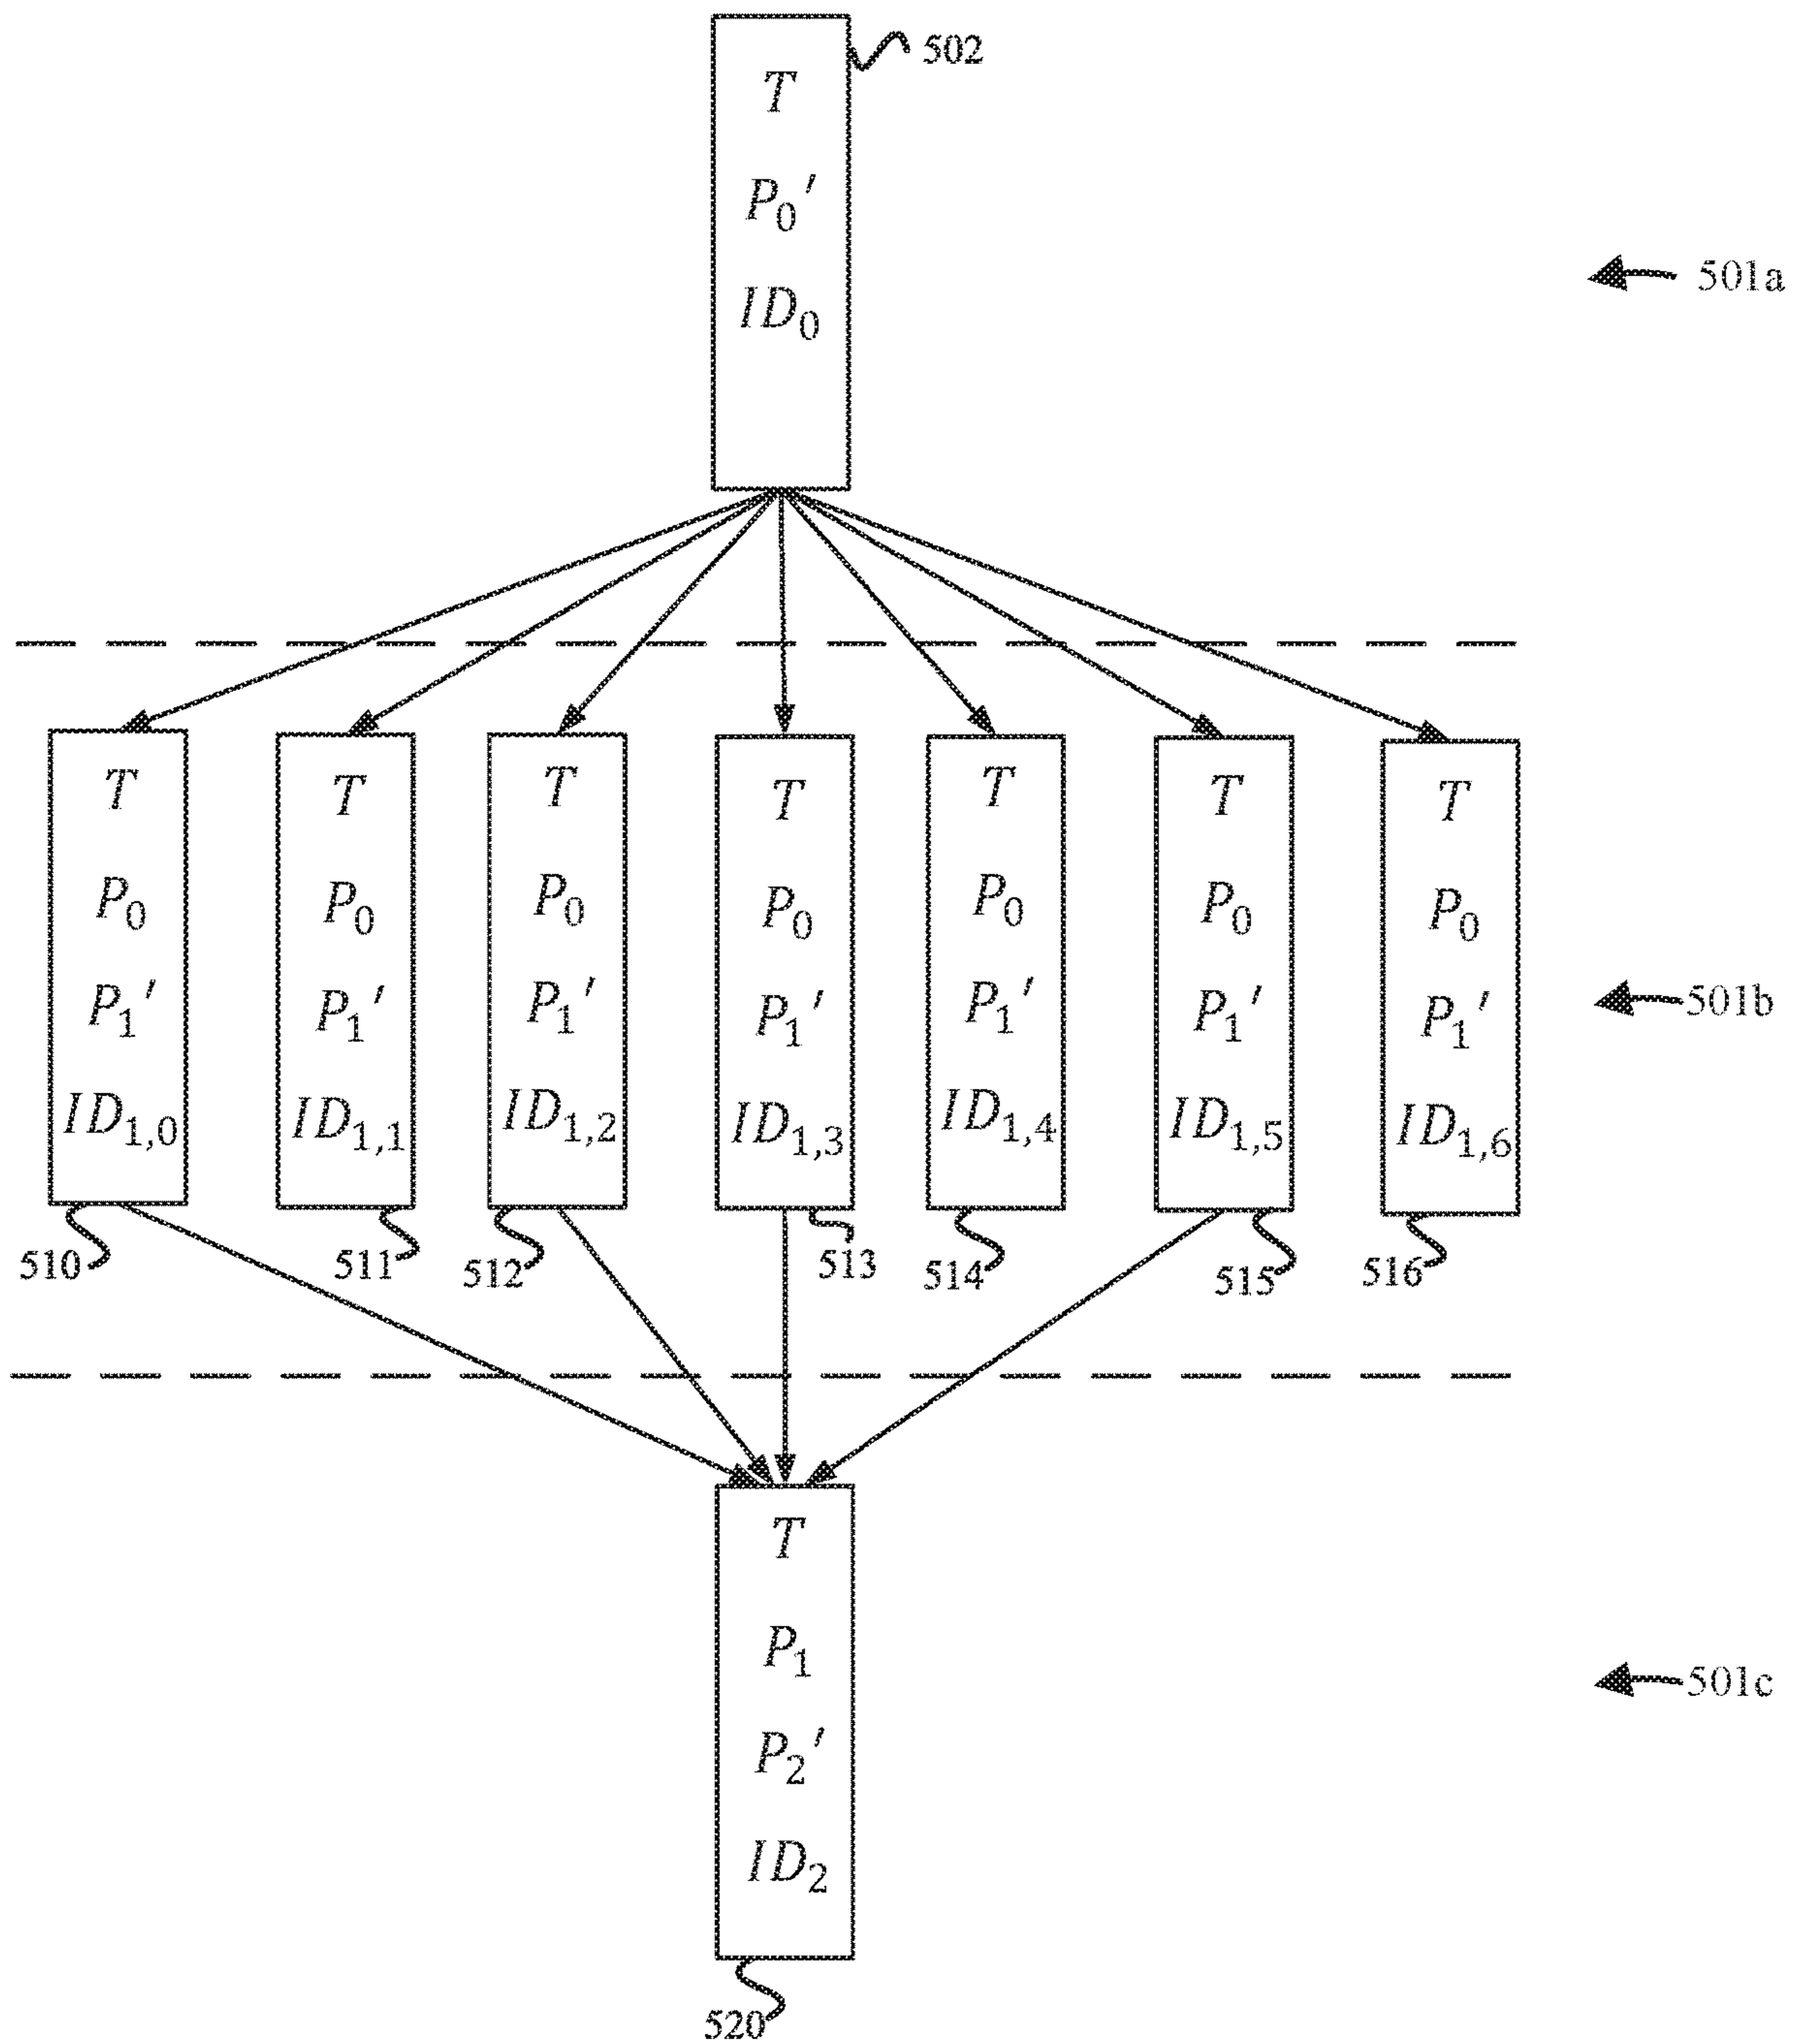 502
T
P₀′
ID₀
501a
T T T T T T T
P₀ P₀ P₀ P₀ P₀ P₀ P₀
P₁′ P₁′ P₁′ P₁′ P₁′ P₁′ P₁′
501b
ID₁,₀ ID₁,₁ ID₁,₂ ID₁,₃ ID₁,₄ ID₁,₅ ID₁,₆
510 511 512 513 514 515 516
T
P₁
501c
P₂′
ID₂
520